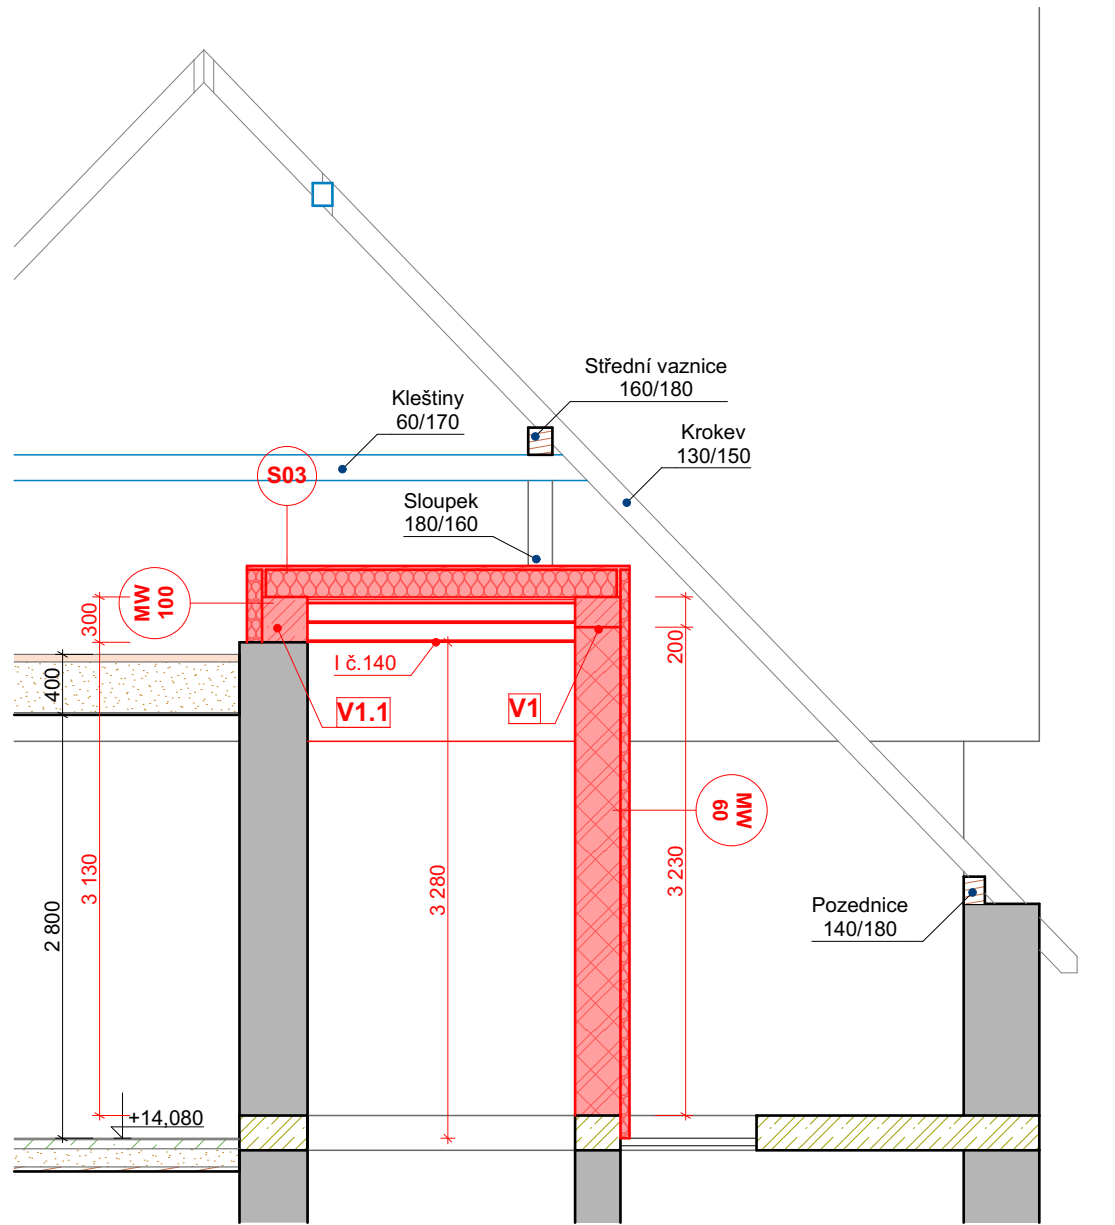 Střední vaznice
160/180
Kleštiny
60/170
Krokev
130/150
S03
Sloupek
180/160
MW
100
300
200
400
I č.140
V1.1
V1
MW
60
3 130
3 280
3 230
2 800
Pozednice
140/180
+14,080